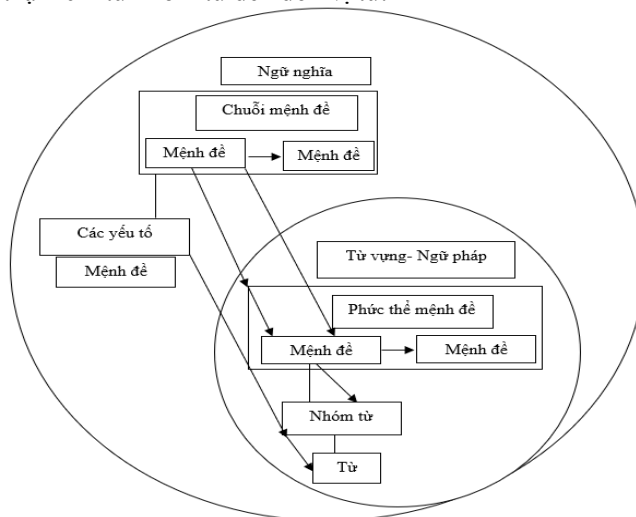 Ngữ nghĩa
Chuỗi mệnh đề
Mệnh đề
Mệnh đề
Các yếu tố
Mệnh đề
Từ vựng- Ngữ pháp
Phức thể mệnh đề
Mệnh đề
Mệnh đề
Nhóm từ
Từ